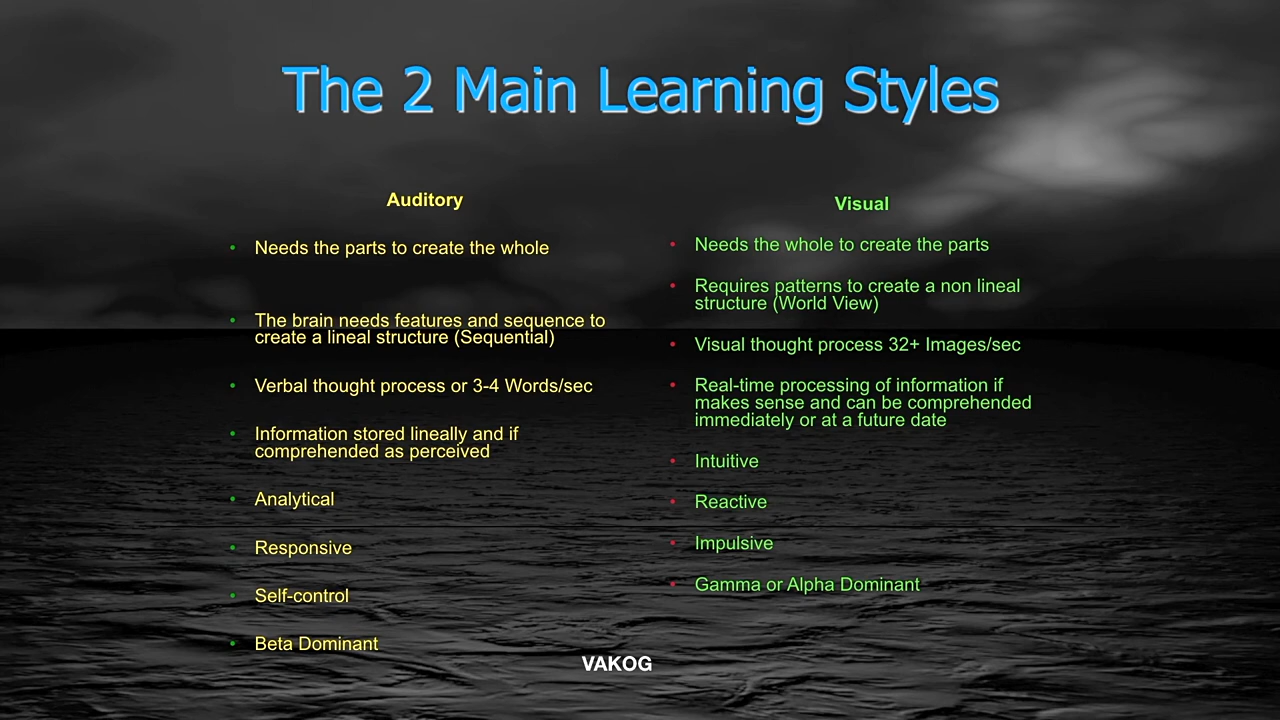 The 2 Main Learning Styles
Auditory
Needs the parts to create the whole
The brain needs features and sequence to
create a lineal structure (Sequential)
Verbal thought process or 3-4 Words/sec
Information stored lineally and if
comprehended as perceived
Analytical
Responsive
Self-control
Beta Dominant
Visual
Needs the whole to create the parts
Requires patterns to create a non lineal
structure (World View)
Visual thought process 32+ Images/sec
Real-time processing of information if
makes sense and can be comprehended
immediately or at a future date
Intuitive
Reactive
Impulsive
Gamma or Alpha Dominant
VAKOG